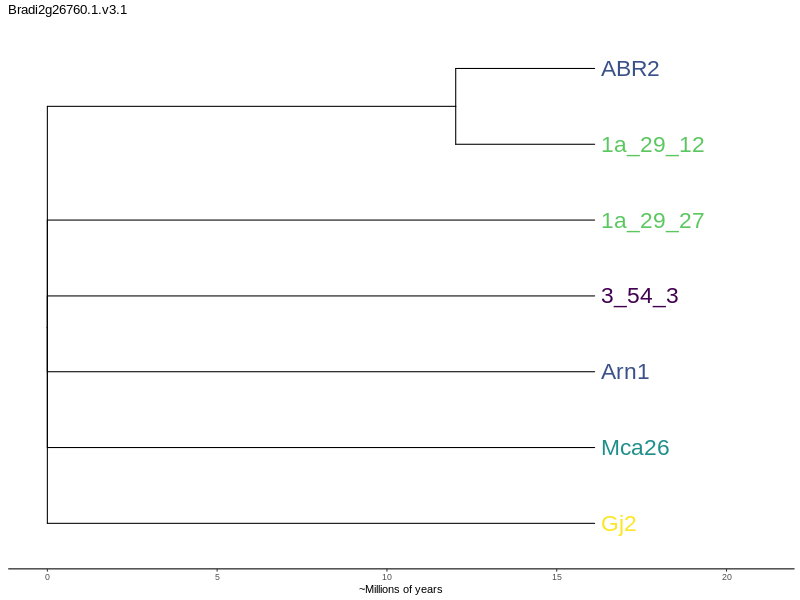 Bradi2g26760.1.v3.1
ABR2
1a_29_12
1a_29_27
3_54_3
Arn1
Mca26
Gj2
0 5 10 15 20
~Millions of years